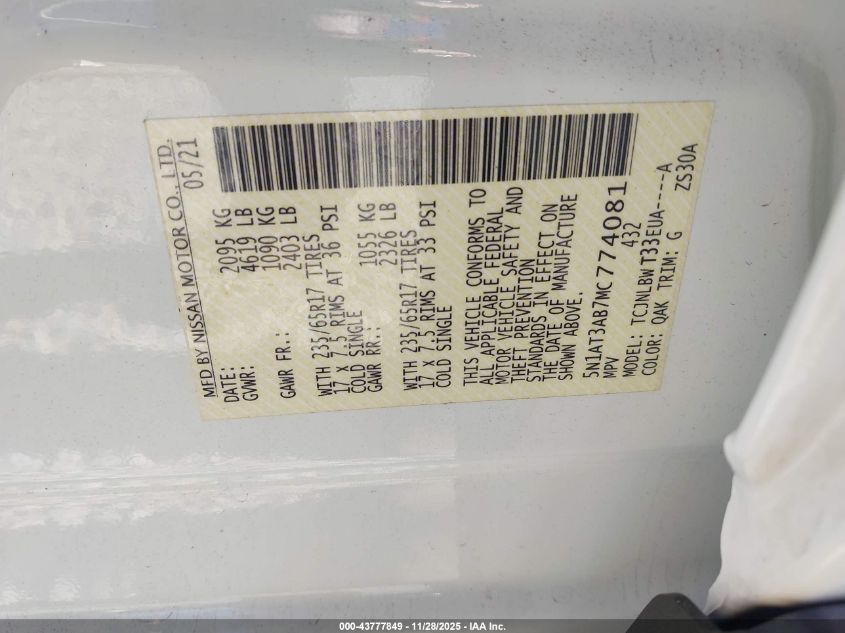 MFD BY NISSAN MOTOR CO., LTD.
DATE: 05/21
GVWR: 2095 KG
4619 LB
GAWR FR.: 1090 KG
2403 LB
WITH 235/65R17 TIRES
17 X 7.5 RIMS AT 36 PSI
COLD SINGLE
GAWR RR.: 1055 KG
2326 LB
WITH 235/65R17 TIRES
17 X 7.5 RIMS AT 33 PSI
COLD SINGLE
THIS VEHICLE CONFORMS TO
ALL APPLICABLE FEDERAL
MOTOR VEHICLE SAFETY AND
THEFT PREVENTION
STANDARDS IN EFFECT ON
THE DATE OF MANUFACTURE
SHOWN ABOVE.
5N1AT3AB7MC774081
MPV 432
MODEL: TCJNLBWT33EUA----A
COLOR: QAK TRIM: G ZS30A
000-43777849 - 11/28/2025 - IAA Inc.